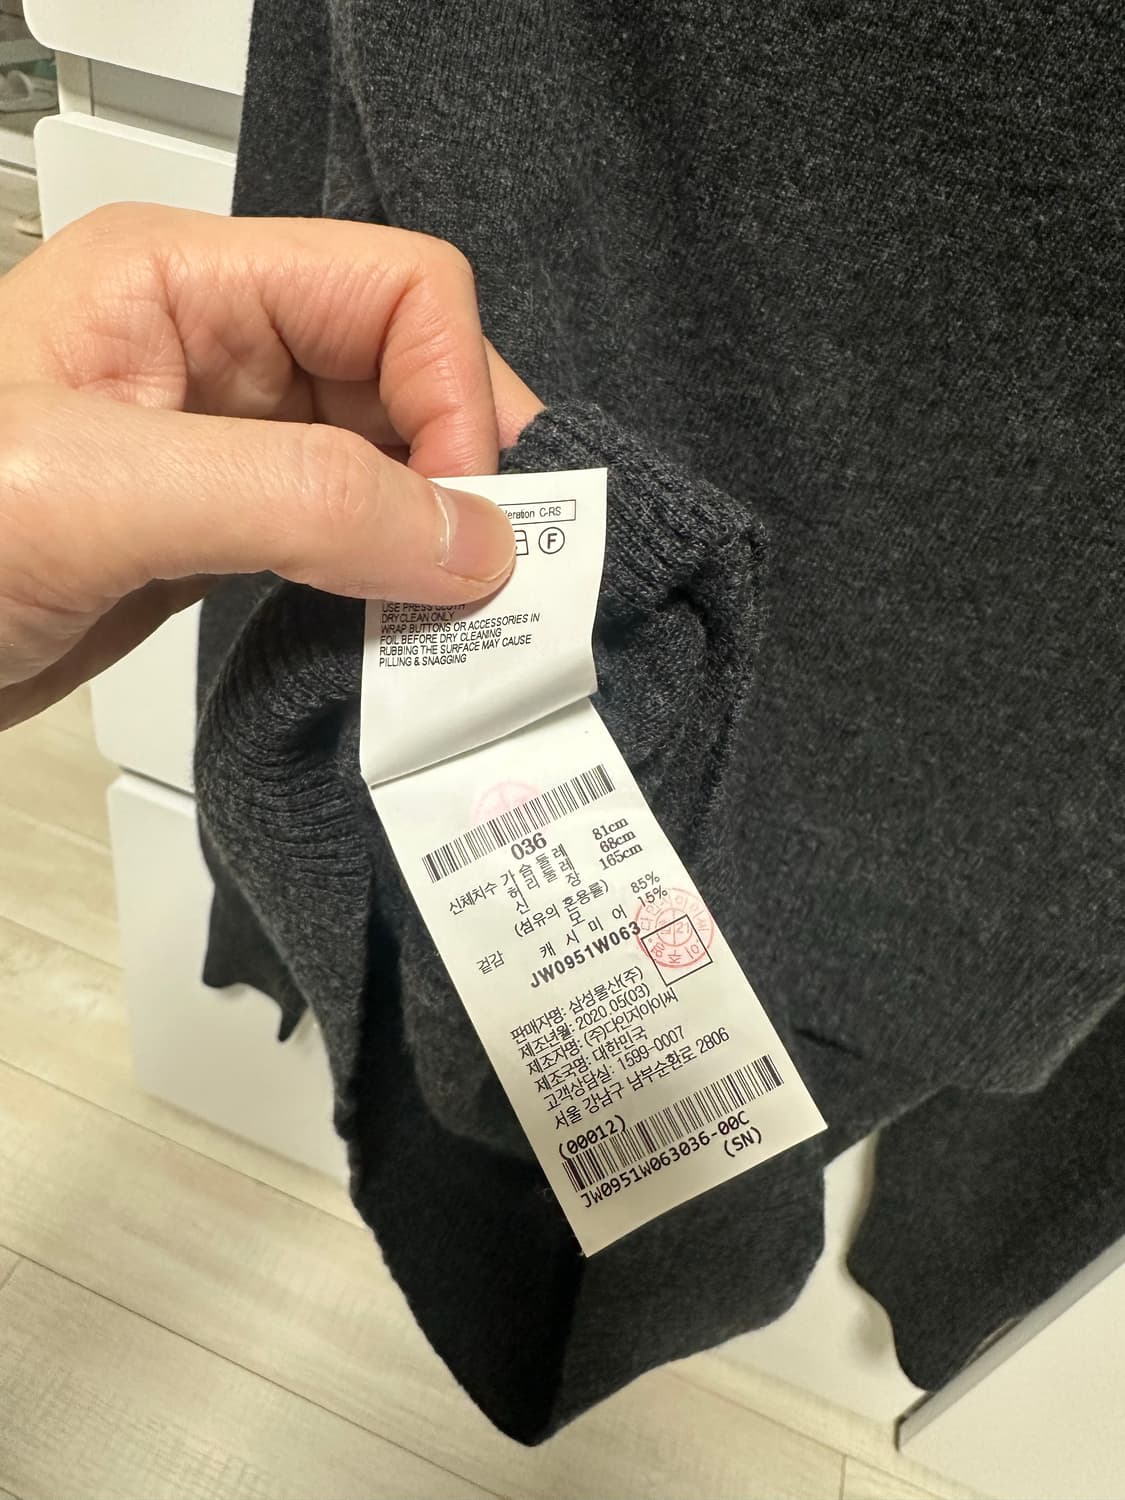 C-RS
F
USE PRESS CLOTH
DRY CLEAN ONLY
WRAP BUTTONS OR ACCESSORIES IN
FOIL BEFORE DRY CLEANING
RUBBING THE SURFACE MAY CAUSE
PILLING & SNAGGING
036
신체치수 가슴둘레 81cm
허리둘레 68cm
신장 165cm
(섬유의 혼용률)
겉감 모 85%
캐시미어 15%
JW0951W063
판매자명: 삼성물산(주)
제조년월: 2020.05(03)
제조자명: (주)다인지아이씨
제조국명: 대한민국
고객상담실: 1599-0007
서울 강남구 남부순환로 2806
(00012)
JW0951W063036-00C
(SN)